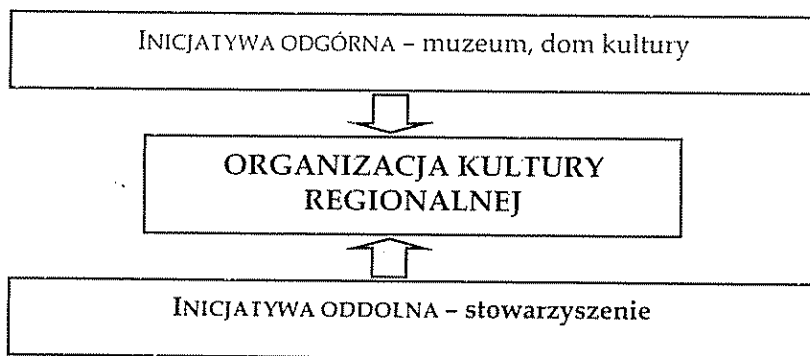 INICJATYWA ODGÓRNA – muzeum, dom kultury
ORGANIZACJA KULTURY
REGIONALNEJ
INICJATYWA ODDOLNA – stowarzyszenie